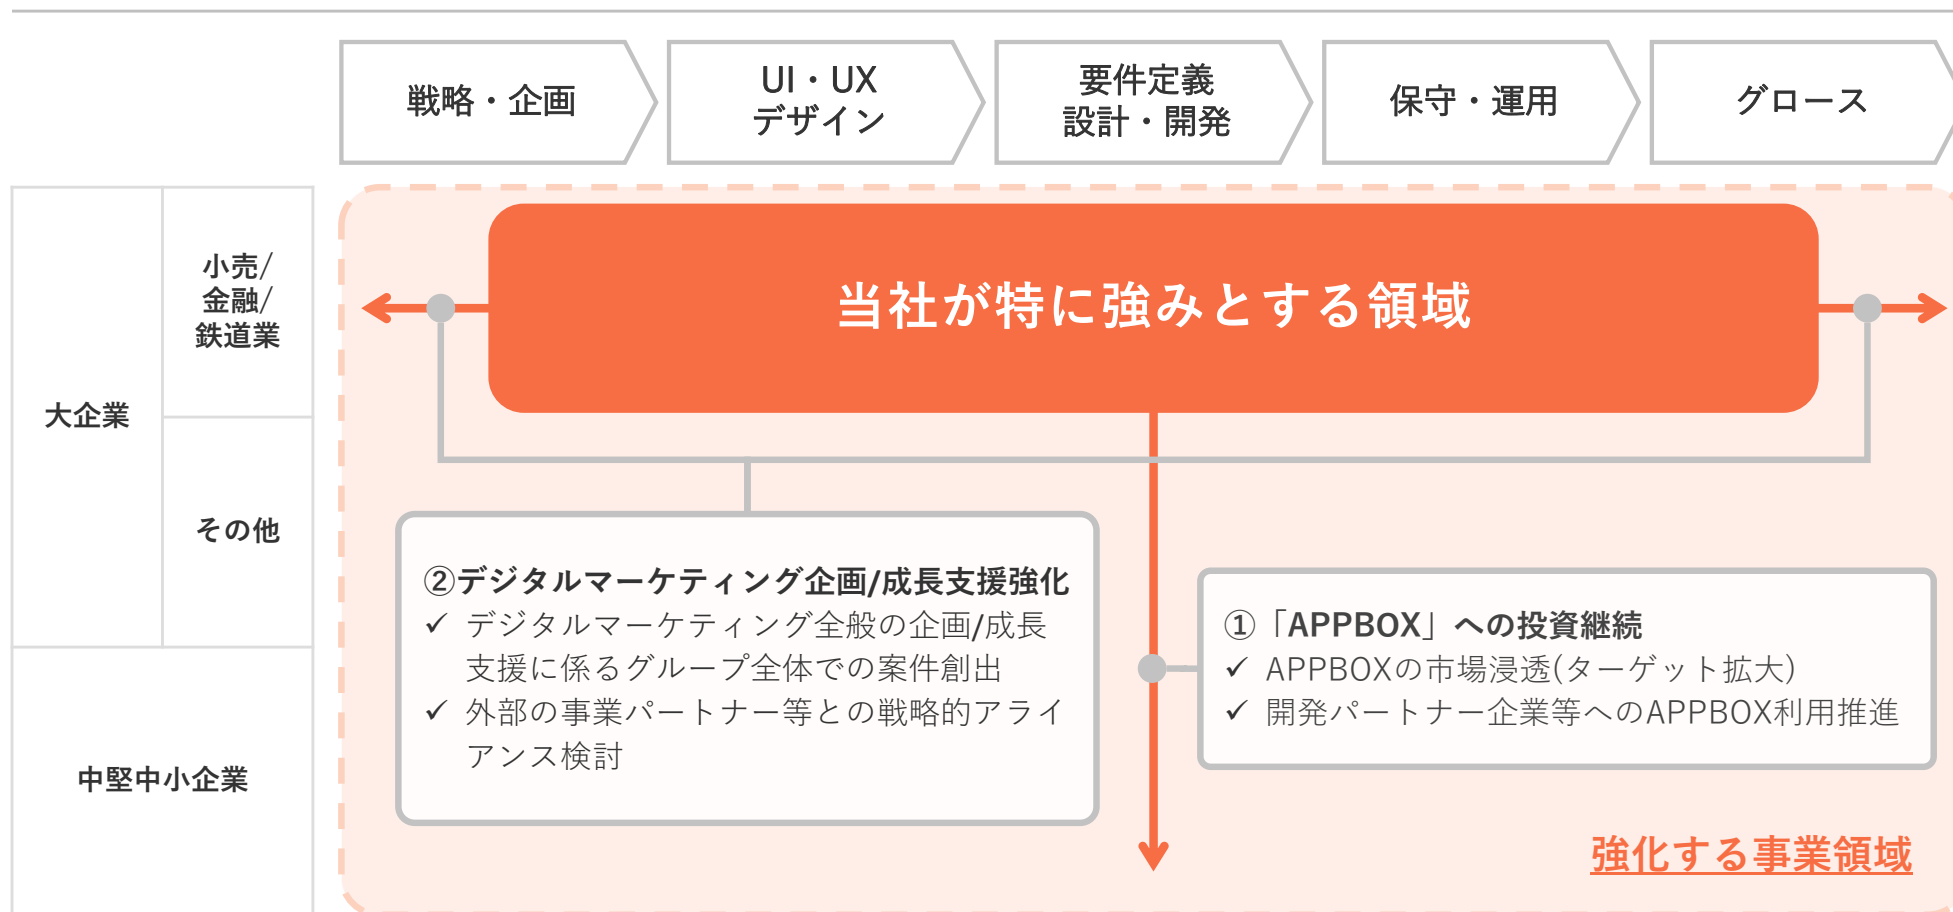 戦略・企画
UI・UX
デザイン
要件定義
設計・開発
保守・運用
グロース
大企業
小売/
金融/
鉄道業
その他
中堅中小企業
当社が特に強みとする領域
②デジタルマーケティング企画/成長支援強化
✓ デジタルマーケティング全般の企画/成長
支援に係るグループ全体での案件創出
✓ 外部の事業パートナー等との戦略的アライ
アンス検討
①「APPBOX」への投資継続
✓ APPBOXの市場浸透(ターゲット拡大)
✓ 開発パートナー企業等へのAPPBOX利用推進
強化する事業領域